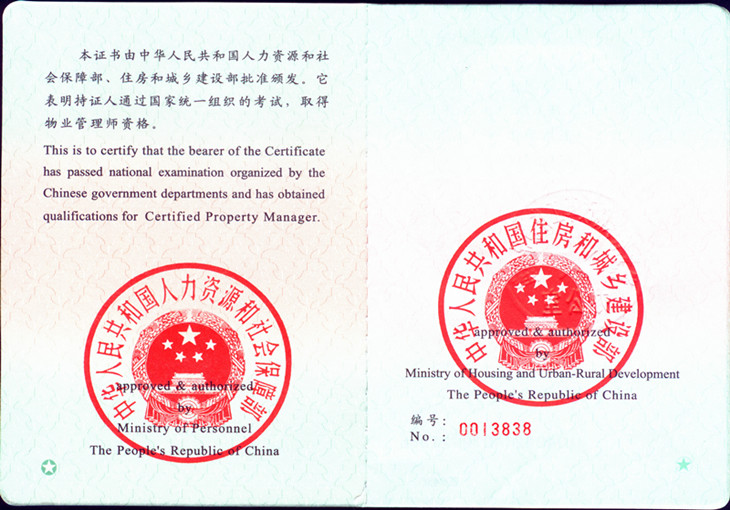 本证书由中华人民共和国人力资源和社
会保障部、住房和城乡建设部批准颁发。它
表明持证人通过国家统一组织的考试，取得
物业管理师资格。
This is to certify that the bearer of the Certificate
has passed national examination organized by the
Chinese government departments and has obtained
qualifications for Certified Property Manager.
中华人民共和国人力资源和社会保障部
approved & authorized
by
Ministry of Personnel
The People's Republic of China
中华人民共和国住房和城乡建设部
approved & authorized
by
Ministry of Housing and Urban-Rural Development
The People's Republic of China
编号:
No. : 0013838